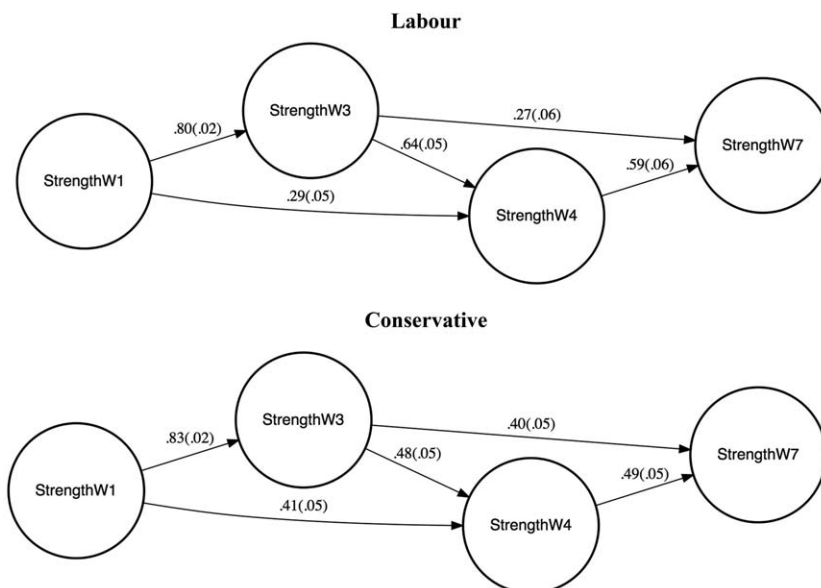 Labour
StrengthW3
.80(.02)
.27(.06)
StrengthW7
.64(.05)
StrengthW1
.59(.06)
.29(.05)
StrengthW4
Conservative
StrengthW3
.83(.02)
.40(.05)
StrengthW7
.48(.05)
StrengthW1
.49(.05)
.41(.05)
StrengthW4